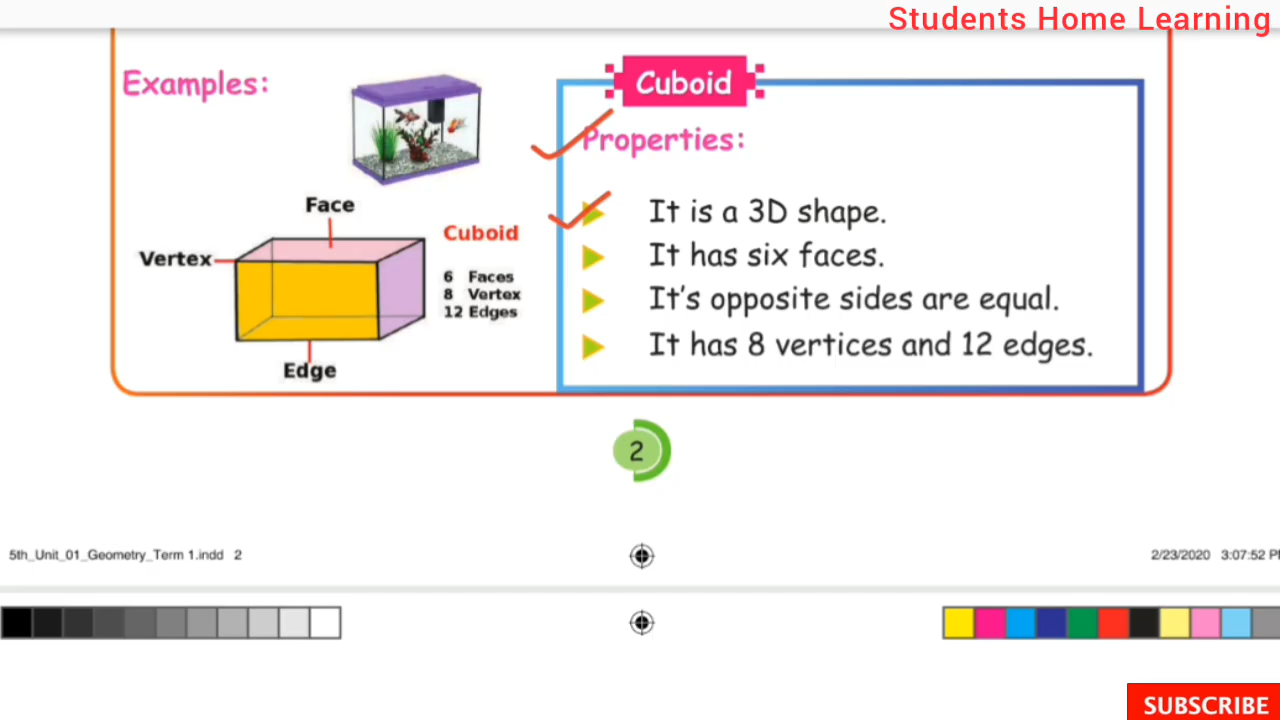 Students Home Learning
Examples:
Cuboid
Properties:
Face
Vertex
Cuboid
6 Faces
8 Vertex
12 Edges
Edge
It is a 3D shape.
It has six faces.
It's opposite sides are equal.
It has 8 vertices and 12 edges.
2
5th_Unit_01_Geometry_Term 1.indd 2
2/23/2020 3:07:52 P
SUBSCRIBE